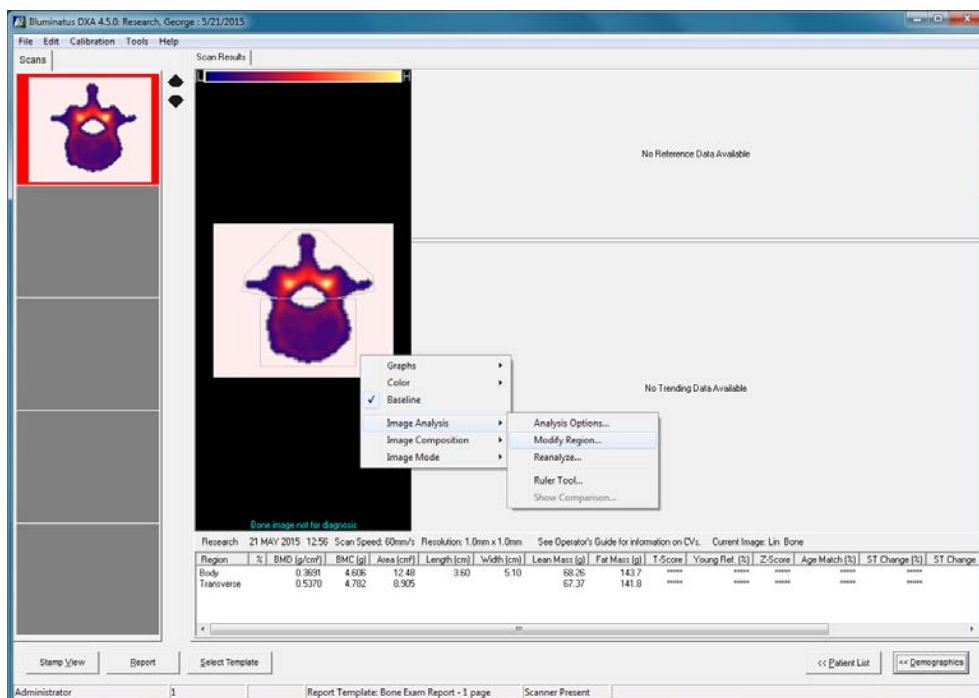 Illuminatus DXA 4.5.0: Research, George : 5/21/2015
File Edit Calibration Tools Help
Scans
Scan Results
L H
No Reference Data Available
Graphs
Color
Baseline
Image Analysis
Image Composition
Image Mode
Analysis Options...
Modify Region...
Reanalyze...
Ruler Tool...
Show Comparison...
No Trending Data Available
Bone image not for diagnosis
Research 21 MAY 2015 12:56 Scan Speed: 60mm/s Resolution: 1.0mm x 1.0mm See Operator's Guide for information on CVs. Current Image: Lin Bone
Region % BMD (g/cm²) BMC (g) Area (cm²) Length (cm) Width (cm) Lean Mass (g) Fat Mass (g) T-Score Young Ref. (%) Z-Score Age Match (%) ST Change (%) ST Change
Body 0.3691 4.606 12.48 3.60 5.10 68.26 143.7 ***** ***** ***** ***** *****
Transverse 0.5370 4.782 8.905 67.37 141.8 ***** ***** ***** ***** *****
Stamp View Report Select Template << Patient List << Demographics
Administrator 1 Report Template: Bone Exam Report - 1 page Scanner Present